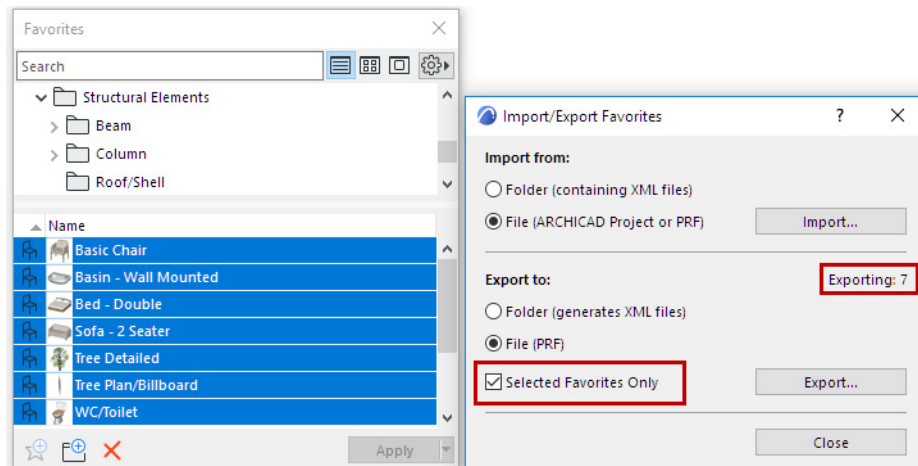 Favorites
Search
Structural Elements
Beam
Column
Roof/Shell
Name
Basic Chair
Basin - Wall Mounted
Bed - Double
Sofa - 2 Seater
Tree Detailed
Tree Plan/Billboard
WC/Toilet
Apply
Import/Export Favorites ?
Import from:
Folder (containing XML files)
File (ARCHICAD Project or PRF) Import...
Export to: Exporting: 7
Folder (generates XML files)
File (PRF)
Selected Favorites Only Export...
Close